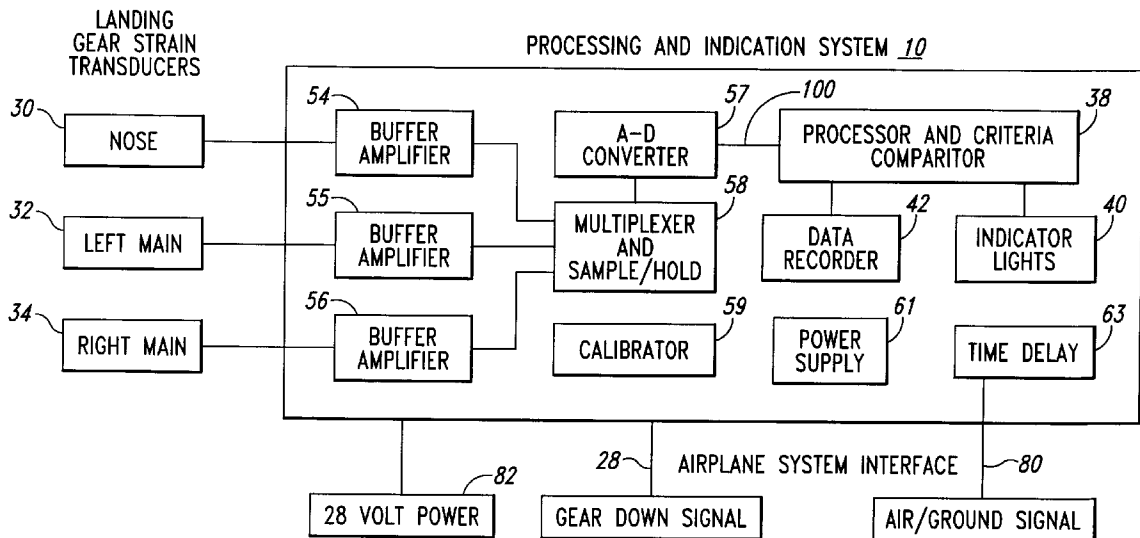 LANDING
GEAR STRAIN
TRANSDUCERS
PROCESSING AND INDICATION SYSTEM 10
30
NOSE
54
BUFFER
AMPLIFIER
57
A-D
CONVERTER
100
38
PROCESSOR AND CRITERIA
COMPARITOR
32
LEFT MAIN
55
BUFFER
AMPLIFIER
58
MULTIPLEXER
AND
SAMPLE/HOLD
42
DATA
RECORDER
40
INDICATOR
LIGHTS
34
RIGHT MAIN
56
BUFFER
AMPLIFIER
59
CALIBRATOR
61
POWER
SUPPLY
63
TIME DELAY
28
AIRPLANE SYSTEM INTERFACE
80
82
28 VOLT POWER
GEAR DOWN SIGNAL
AIR/GROUND SIGNAL